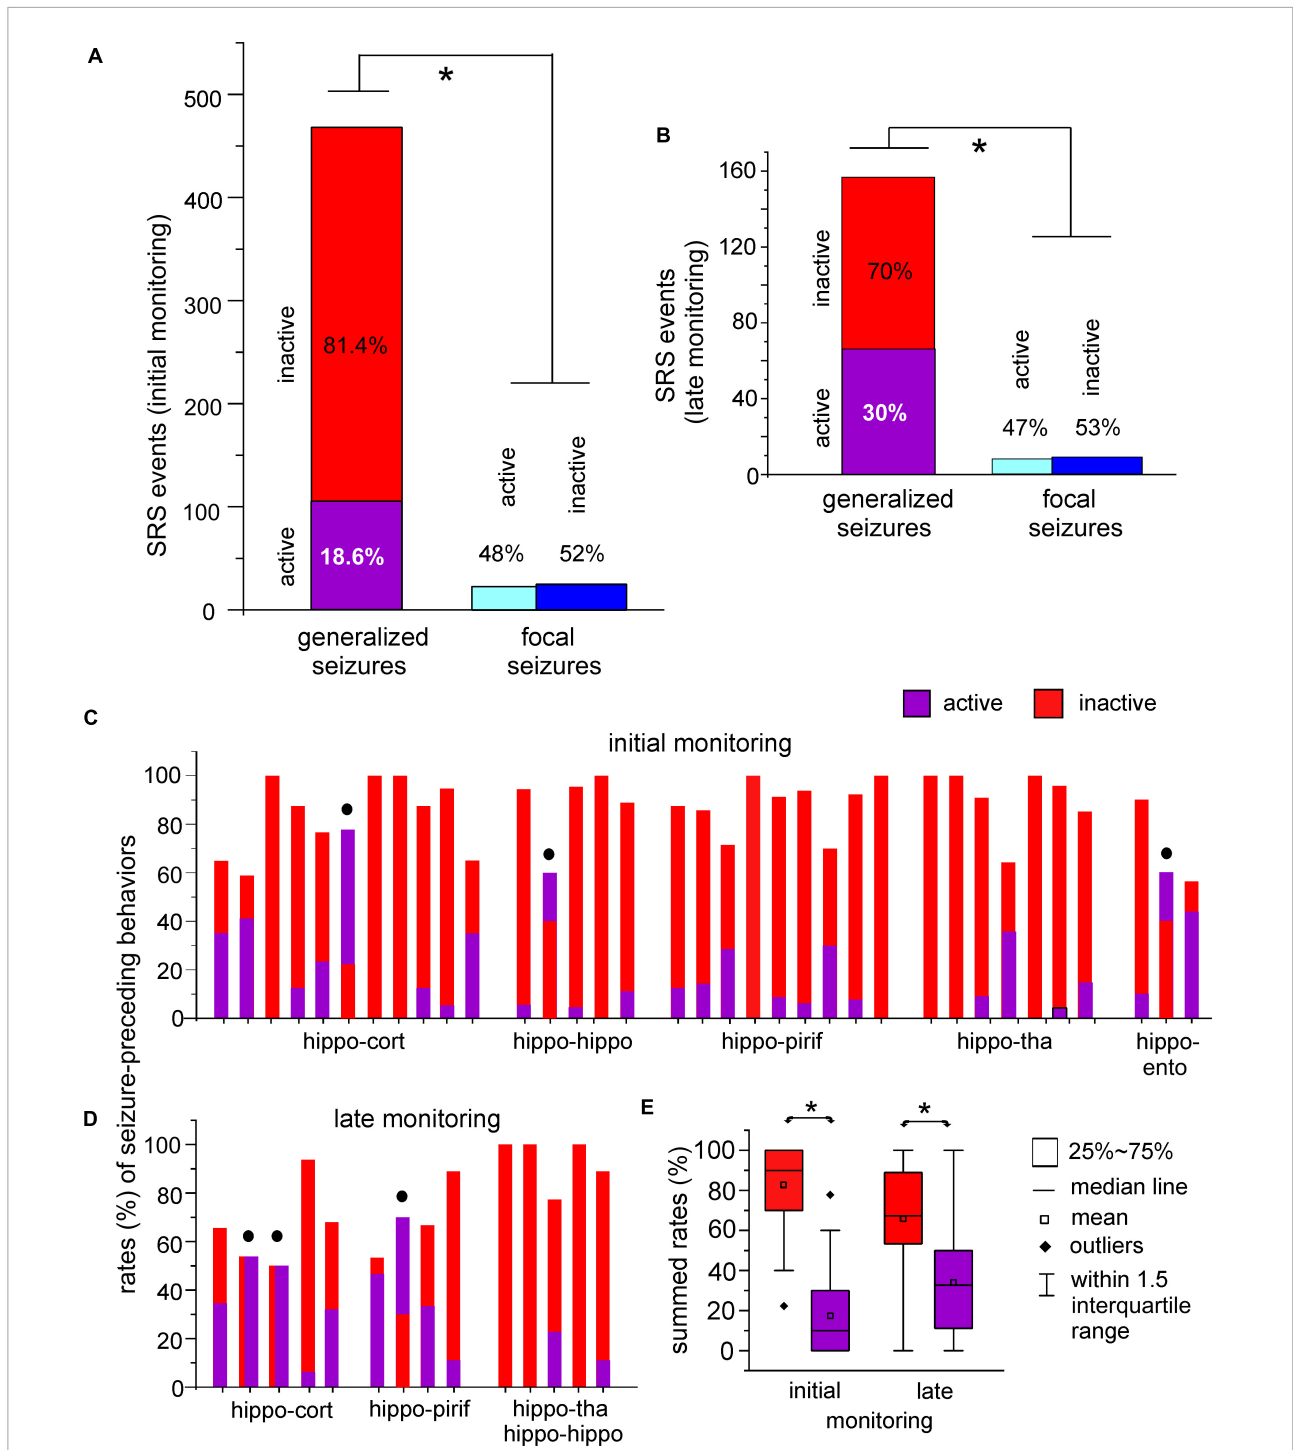 A
SRS events (initial monitoring)
500
400
300
200
100
0
*
inactive
active
81.4%
18.6%
active
inactive
48%
52%
generalized
seizures
focal
seizures
B
SRS events
(late monitoring)
160
120
80
40
0
*
inactive
active
70%
30%
active
inactive
47%
53%
generalized
seizures
focal
seizures
active
inactive
C
initial monitoring
rates (%) of seizure-preceding behaviors
100
80
60
40
20
0
hippo-cort
hippo-hippo
hippo-pirif
hippo-tha
hippo-
ento
D
late monitoring
100
80
60
40
20
0
hippo-cort
hippo-pirif
hippo-tha
hippo-hippo
E
summed rates (%)
100
80
60
40
20
0
*
*
initial
late
monitoring
25%~75%
median line
mean
outliers
within 1.5
interquartile
range